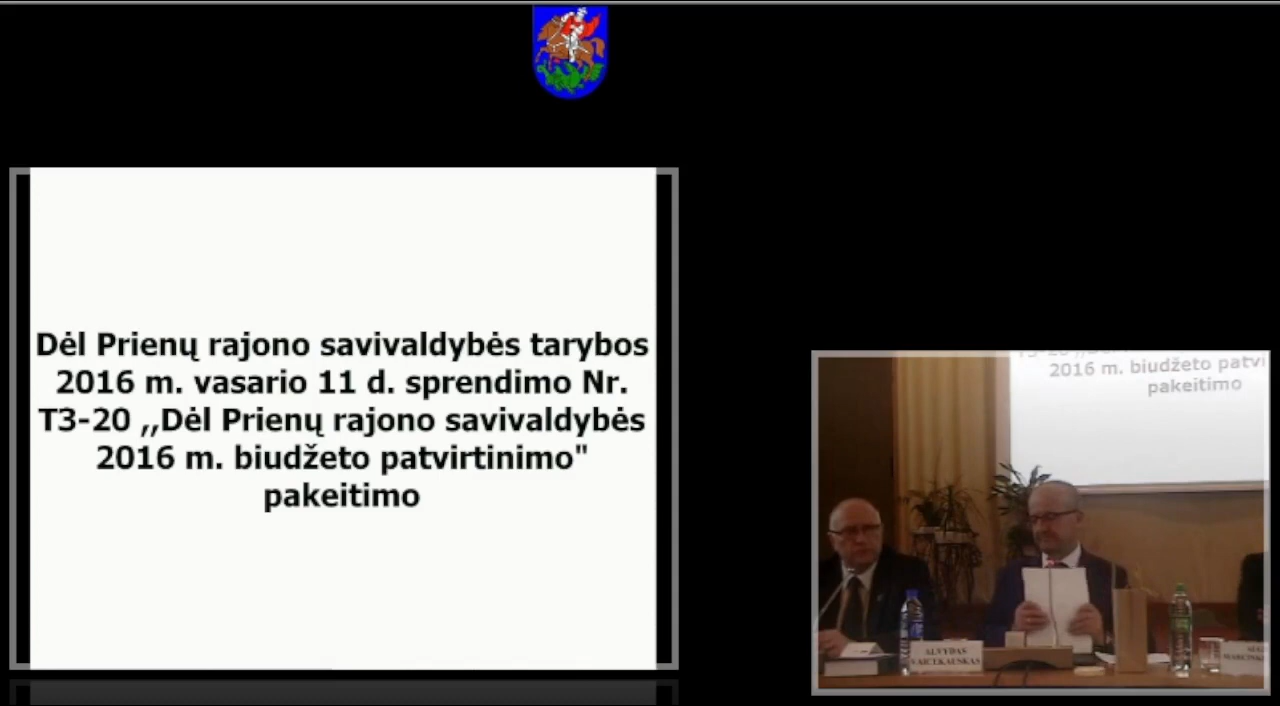 Dėl Prienų rajono savivaldybės tarybos
2016 m. vasario 11 d. sprendimo Nr.
T3-20 ,,Dėl Prienų rajono savivaldybės
2016 m. biudžeto patvirtinimo"
pakeitimo
2016 m. biudžeto patvi
pakeitimo
ALVYDAS
VAICEKAUSKAS